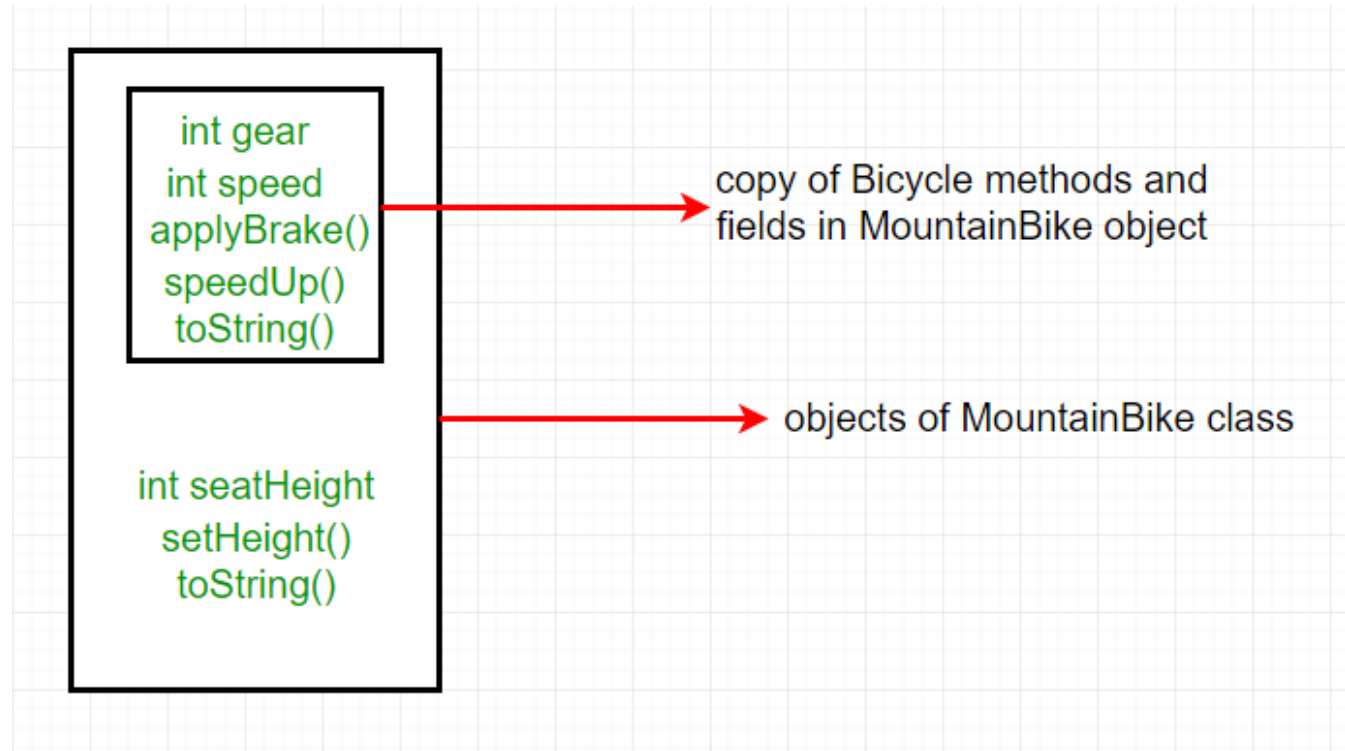 int gear
int speed
applyBrake()
speedUp()
toString()
copy of Bicycle methods and
fields in MountainBike object
objects of MountainBike class
int seatHeight
setHeight()
toString()